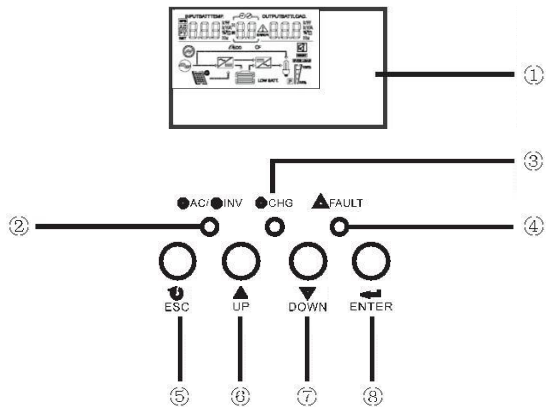 INPUTBATTTEMP. OUTPUTBATTLOAD.
LOW BATT.
①
③
AC/ INV CHG FAULT
② ④
ESC UP DOWN ENTER
⑤ ⑥ ⑦ ⑧